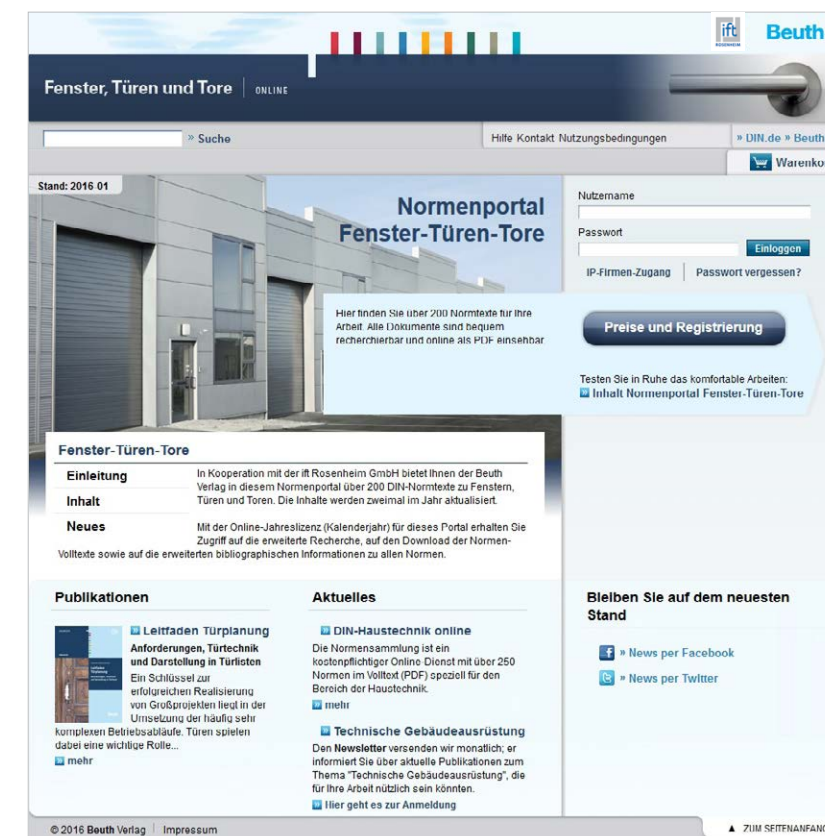 ift
ROSENHEIM
Beuth
Fenster, Türen und Tore
ONLINE
» Suche
Hilfe Kontakt Nutzungsbedingungen
» DIN.de » Beuth
Warenko
Stand: 2016-01
Normenportal
Fenster-Türen-Tore
Nutzername
Passwort
Einloggen
IP-Firmen-Zugang
Passwort vergessen?
Hier finden Sie über 200 Normtexte für Ihre
Arbeit. Alle Dokumente sind bequem
recherchierbar und online als PDF einsehbar
Preise und Registrierung
Testen Sie in Ruhe das komfortable Arbeiten:
Inhalt Normenportal Fenster-Türen-Tore
Fenster-Türen-Tore
Einleitung
Inhalt
Neues
In Kooperation mit der ift Rosenheim GmbH bietet Ihnen der Beuth
Verlag in diesem Normenportal über 200 DIN-Normtexte zu Fenstern,
Türen und Toren. Die Inhalte werden zweimal im Jahr aktualisiert.
Mit der Online-Jahreslizenz (Kalenderjahr) für dieses Portal erhalten Sie
Zugriff auf die erweiterte Recherche, auf den Download der Normen-
Volltexte sowie auf die erweiterten bibliographischen Informationen zu allen Normen.
Publikationen
Leitfaden Türplanung
Anforderungen, Türtechnik
und Darstellung in Türlisten
Ein Schlüssel zur
erfolgreichen Realisierung
von Großprojekten liegt in der
Umsetzung der häufig sehr
komplexen Betriebsabläufe. Türen spielen
dabei eine wichtige Rolle...
mehr
Aktuelles
DIN-Haustechnik online
Die Normensammlung ist ein
kostenpflichtiger Online Dienst mit über 250
Normen im Volltext (PDF) speziell für den
Bereich der Haustechnik.
mehr
Technische Gebäudeausrüstung
Den Newsletter versenden wir monatlich; er
informiert Sie über aktuelle Publikationen zum
Thema "Technische Gebäudeausrüstung", die
für Ihre Arbeit nützlich sein könnten.
Hier geht es zur Anmeldung
Bleiben Sie auf dem neuesten
Stand
» News per Facebook
» News per Twitter
© 2016 Beuth Verlag
Impressum
▲ ZUM SEITENANFANG